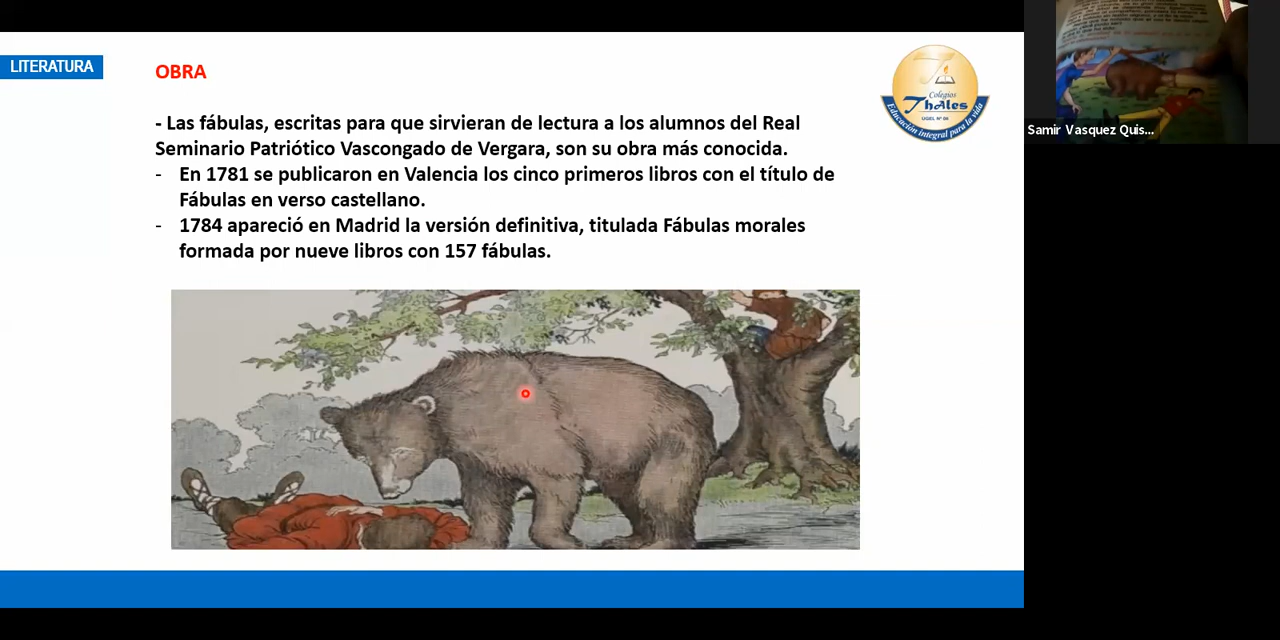 LITERATURA
OBRA
- Las fábulas, escritas para que sirvieran de lectura a los alumnos del Real
Seminario Patriótico Vascongado de Vergara, son su obra más conocida.
- En 1781 se publicaron en Valencia los cinco primeros libros con el título de
Fábulas en verso castellano.
- 1784 apareció en Madrid la versión definitiva, titulada Fábulas morales
formada por nueve libros con 157 fábulas.
Colegios
Thales
UGEL N° 06
Educación integral para la vida
Samir Vasquez Quis...